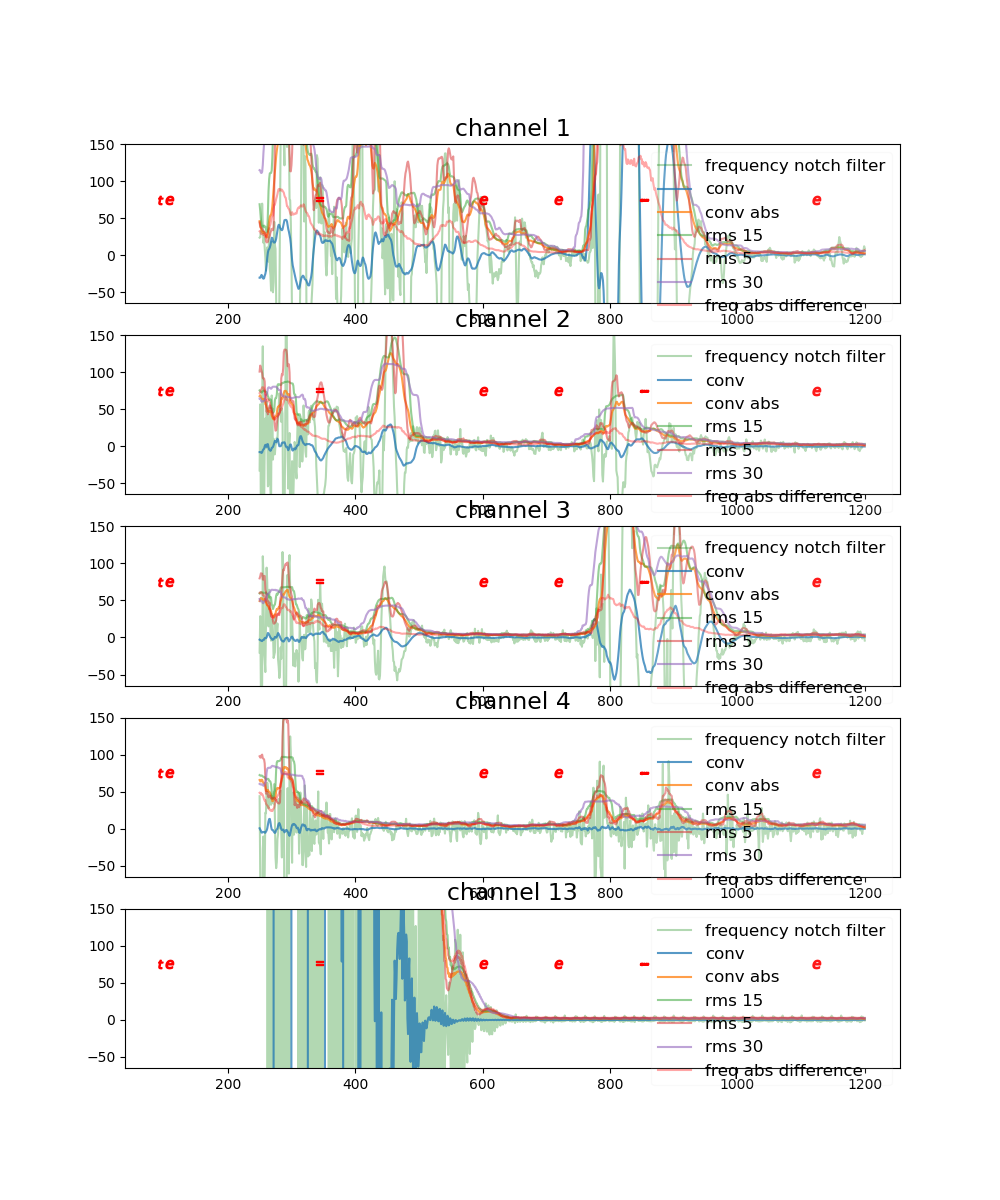 channel 1
150
100
50
0
−50
te = e e - e
frequency notch filter
conv
conv abs
rms 15
rms 5
rms 30
freq abs difference
200 400 600 800 1000 1200
channel 2
150
100
50
0
−50
te = e e - e
frequency notch filter
conv
conv abs
rms 15
rms 5
rms 30
freq abs difference
200 400 600 800 1000 1200
channel 3
150
100
50
0
−50
te = e e - e
frequency notch filter
conv
conv abs
rms 15
rms 5
rms 30
freq abs difference
200 400 600 800 1000 1200
channel 4
150
100
50
0
−50
te = e e - e
frequency notch filter
conv
conv abs
rms 15
rms 5
rms 30
freq abs difference
200 400 600 800 1000 1200
channel 13
150
100
50
0
−50
te = e e - e
frequency notch filter
conv
conv abs
rms 15
rms 5
rms 30
freq abs difference
200 400 600 800 1000 1200